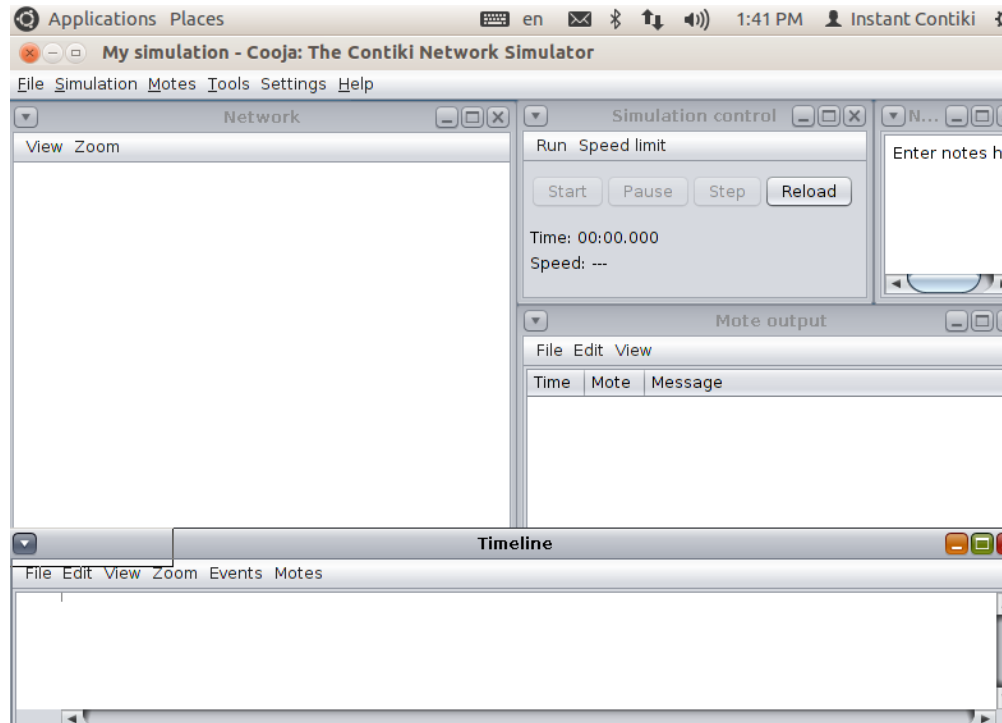 Applications Places en 1:41 PM Instant Contiki
My simulation - Cooja: The Contiki Network Simulator
File Simulation Motes Tools Settings Help
Network
View Zoom
Simulation control
Run Speed limit
Start Pause Step Reload
Time: 00:00.000
Speed: ---
N...
Enter notes h
Mote output
File Edit View
Time Mote Message
Timeline
File Edit View Zoom Events Motes